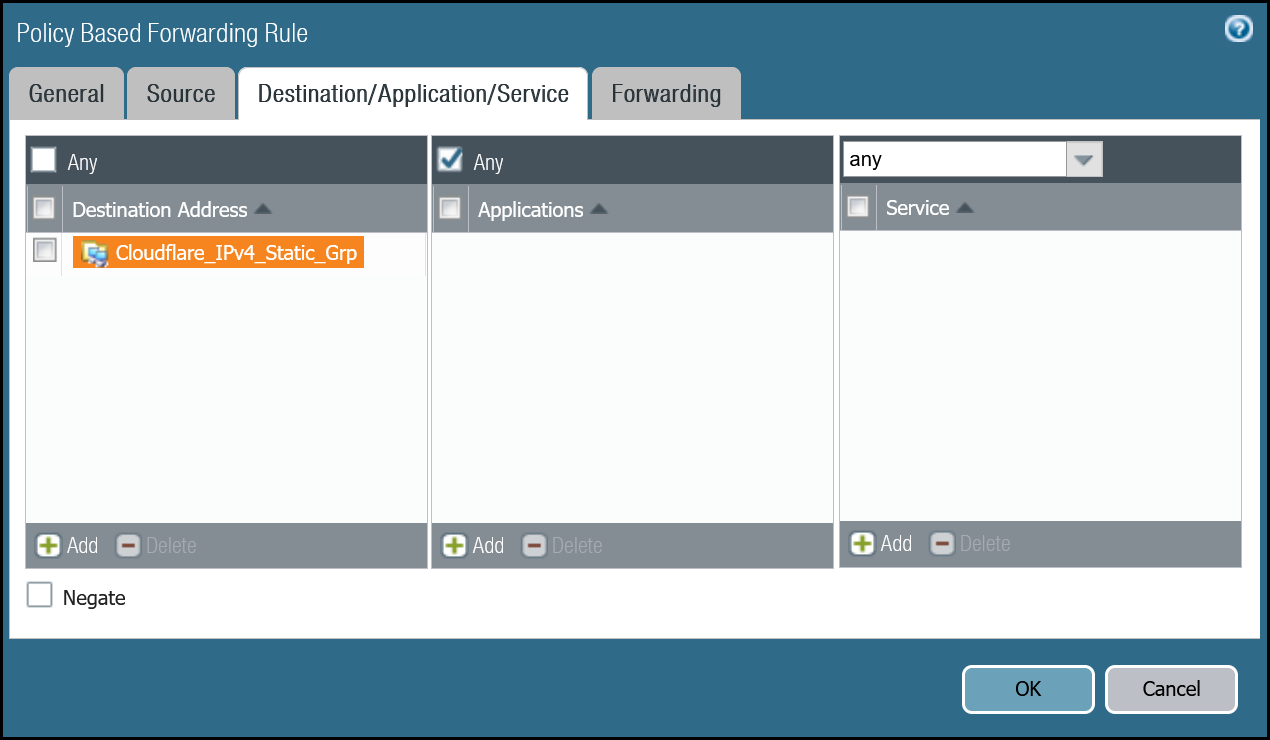 Policy Based Forwarding Rule
General
Source
Destination/Application/Service
Forwarding
Any
Destination Address
Cloudflare_IPv4_Static_Grp
Add
Delete
Negate
Any
Applications
Add
Delete
any
Service
Add
Delete
OK
Cancel